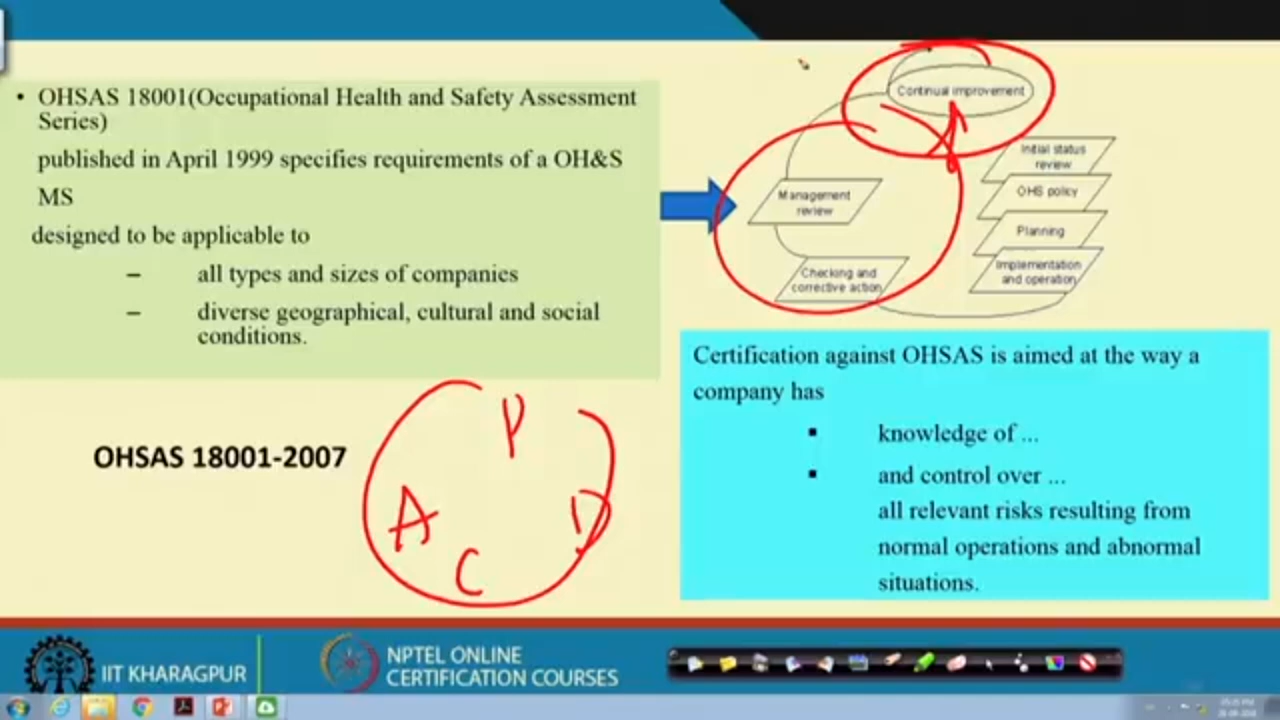 • OHSAS 18001(Occupational Health and Safety Assessment
Series)
published in April 1999 specifies requirements of a OH&S
MS
designed to be applicable to
– all types and sizes of companies
– diverse geographical, cultural and social
conditions.
Continual improvement
Initial status
review
OHS policy
Planning
Implementation
and operation
Management
review
Checking and
corrective action
Certification against OHSAS is aimed at the way a
company has
▪ knowledge of ...
▪ and control over ...
all relevant risks resulting from
normal operations and abnormal
situations.
OHSAS 18001-2007
P
A
D
C
IIT KHARAGPUR
NPTEL ONLINE
CERTIFICATION COURSES